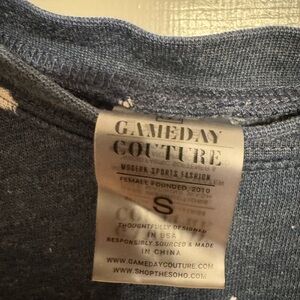 GAMEDAY
COUTURE
MODERN SPORTS FASHION
FEMALE FOUNDED, 2010
S
THOUGHTFULLY DESIGNED
IN USA
RESPONSIBLY SOURCED & MADE
IN CHINA
WWW.GAMEDAYCOUTURE.COM
WWW.SHOPTHESOHO.COM